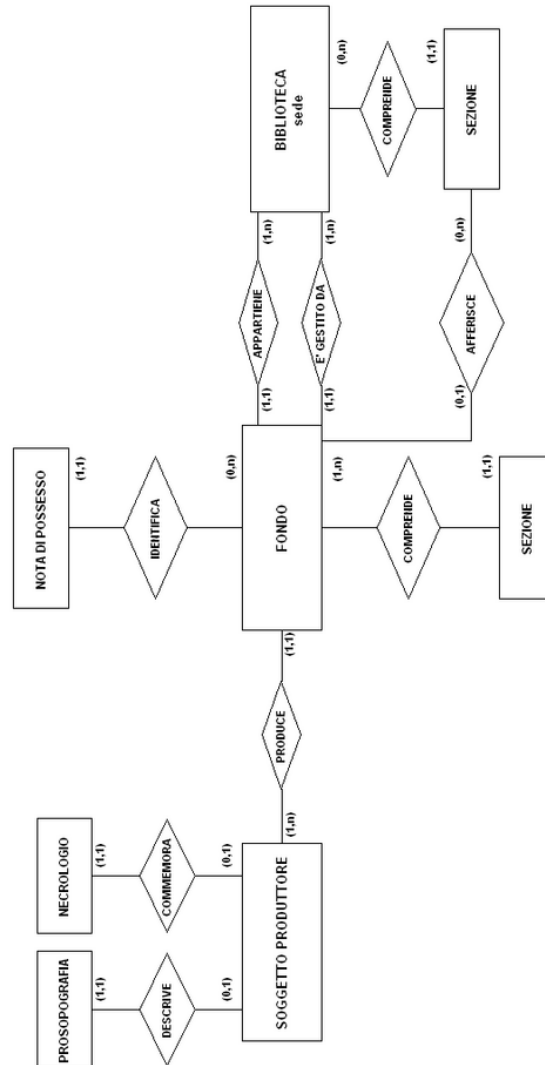 PROSOPOGRAFIA
NECROLOGIO
NOTA DI POSSESSO
(1,1)
(1,1)
(1,1)
DESCRIVE
COMMEMORA
IDENTIFICA
(0,1)
(0,1)
(0,n)
(1,1)
APPARTIENE
(1,n)
SOGGETTO PRODUTTORE
(1,n)
PRODUCE
(1,1)
FONDO
BIBLIOTECA
sede
(1,1)
E' GESTITO DA
(1,n)
(1,n)
(0,n)
COMPRENDE
COMPRENDE
(1,1)
(1,1)
(0,1)
AFFERISCE
(0,n)
SEZIONE
SEZIONE